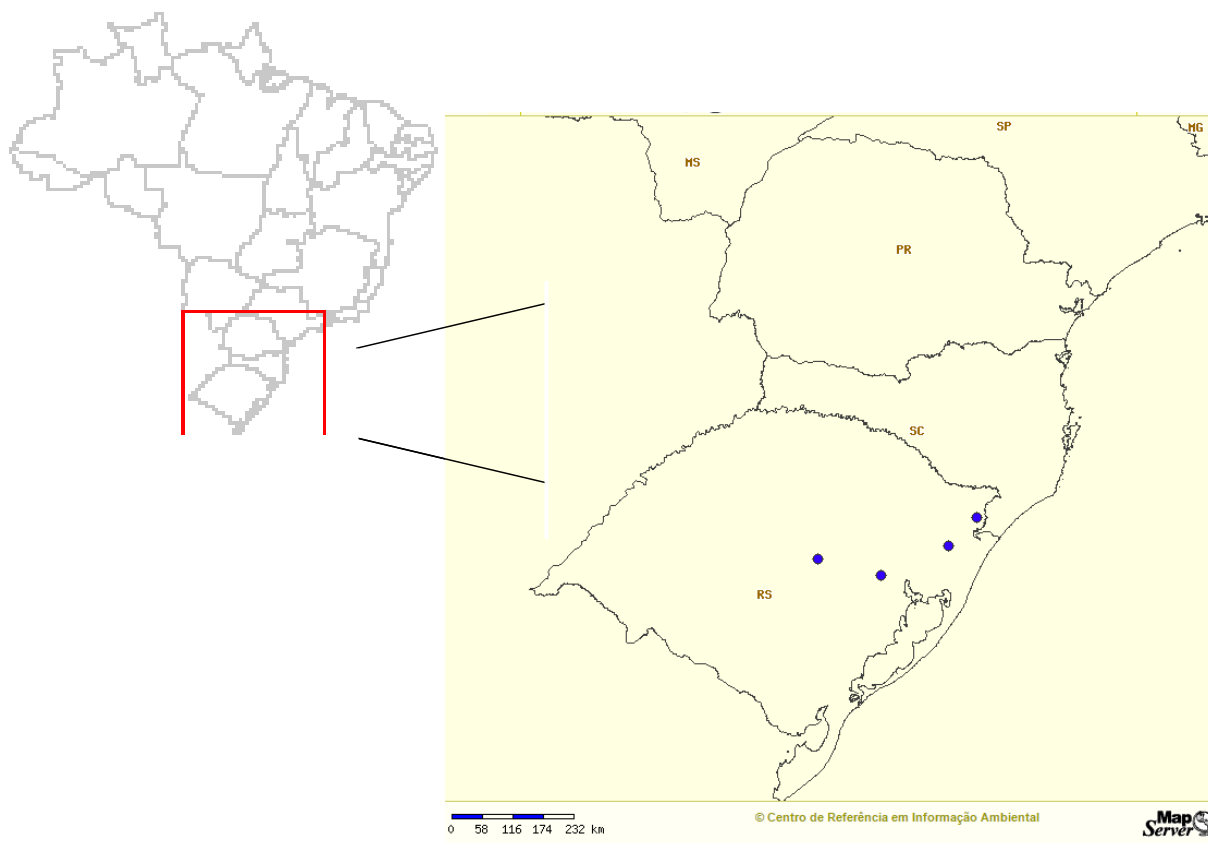 SP
MG
MS
PR
SC
RS
0 58 116 174 232 km
© Centro de Referência em Informação Ambiental
Map
Server